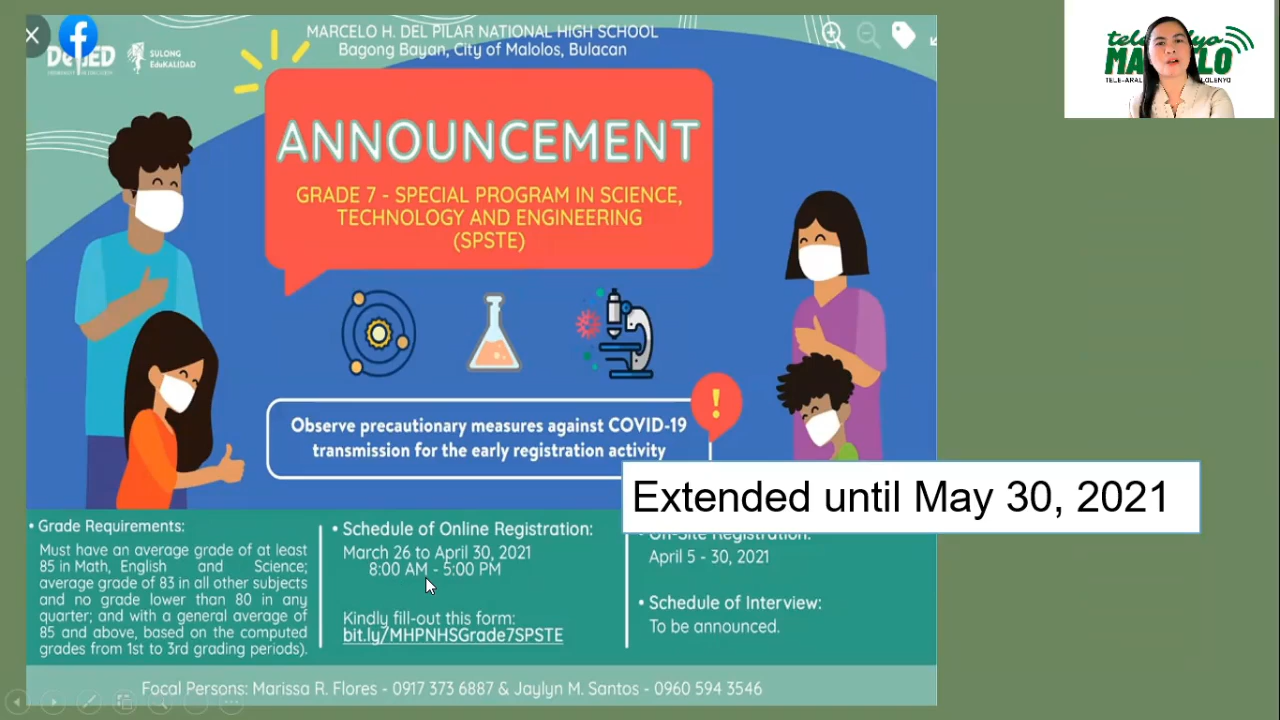 MARCELO H. DEL PILAR NATIONAL HIGH SCHOOL
Bagong Bayan, City of Malolos, Bulacan
DepED
SULONG
EduKALIDAD
ANNOUNCEMENT
GRADE 7 - SPECIAL PROGRAM IN SCIENCE,
TECHNOLOGY AND ENGINEERING
(SPSTE)
!
Observe precautionary measures against COVID-19
transmission for the early registration activity
Extended until May 30, 2021
• Grade Requirements:
Must have an average grade of at least
85 in Math, English and Science;
average grade of 83 in all other subjects
and no grade lower than 80 in any
quarter; and with a general average of
85 and above, based on the computed
grades from 1st to 3rd grading periods).
• Schedule of Online Registration:
March 26 to April 30, 2021
8:00 AM - 5:00 PM
Kindly fill-out this form:
bit.ly/MHPNHSGrade7SPSTE
• On-Site Registration:
April 5 - 30, 2021
• Schedule of Interview:
To be announced.
Focal Persons: Marissa R. Flores - 0917 373 6887 & Jaylyn M. Santos - 0960 594 3546